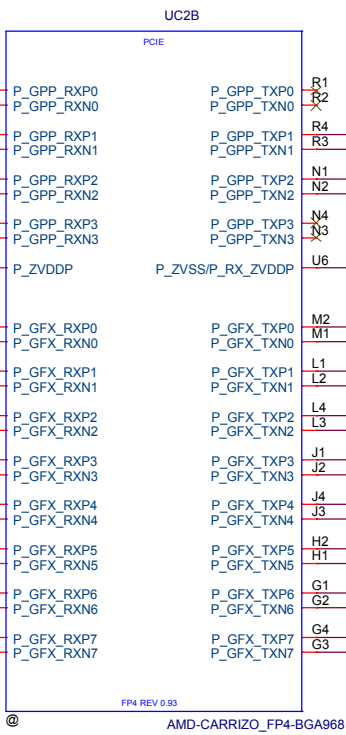 UC2B
PCIE
P_GPP_RXP0 P_GPP_TXP0 R1
P_GPP_RXN0 P_GPP_TXN0 R2
P_GPP_RXP1 P_GPP_TXP1 R4
P_GPP_RXN1 P_GPP_TXN1 R3
P_GPP_RXP2 P_GPP_TXP2 N1
P_GPP_RXN2 P_GPP_TXN2 N2
P_GPP_RXP3 P_GPP_TXP3 N4
P_GPP_RXN3 P_GPP_TXN3 N3
P_ZVDDP P_ZVSS/P_RX_ZVDDP U6
P_GFX_RXP0 P_GFX_TXP0 M2
P_GFX_RXN0 P_GFX_TXN0 M1
P_GFX_RXP1 P_GFX_TXP1 L1
P_GFX_RXN1 P_GFX_TXN1 L2
P_GFX_RXP2 P_GFX_TXP2 L4
P_GFX_RXN2 P_GFX_TXN2 L3
P_GFX_RXP3 P_GFX_TXP3 J1
P_GFX_RXN3 P_GFX_TXN3 J2
P_GFX_RXP4 P_GFX_TXP4 J4
P_GFX_RXN4 P_GFX_TXN4 J3
P_GFX_RXP5 P_GFX_TXP5 H2
P_GFX_RXN5 P_GFX_TXN5 H1
P_GFX_RXP6 P_GFX_TXP6 G1
P_GFX_RXN6 P_GFX_TXN6 G2
P_GFX_RXP7 P_GFX_TXP7 G4
P_GFX_RXN7 P_GFX_TXN7 G3
FP4 REV 0.93
@ AMD-CARRIZO_FP4-BGA968